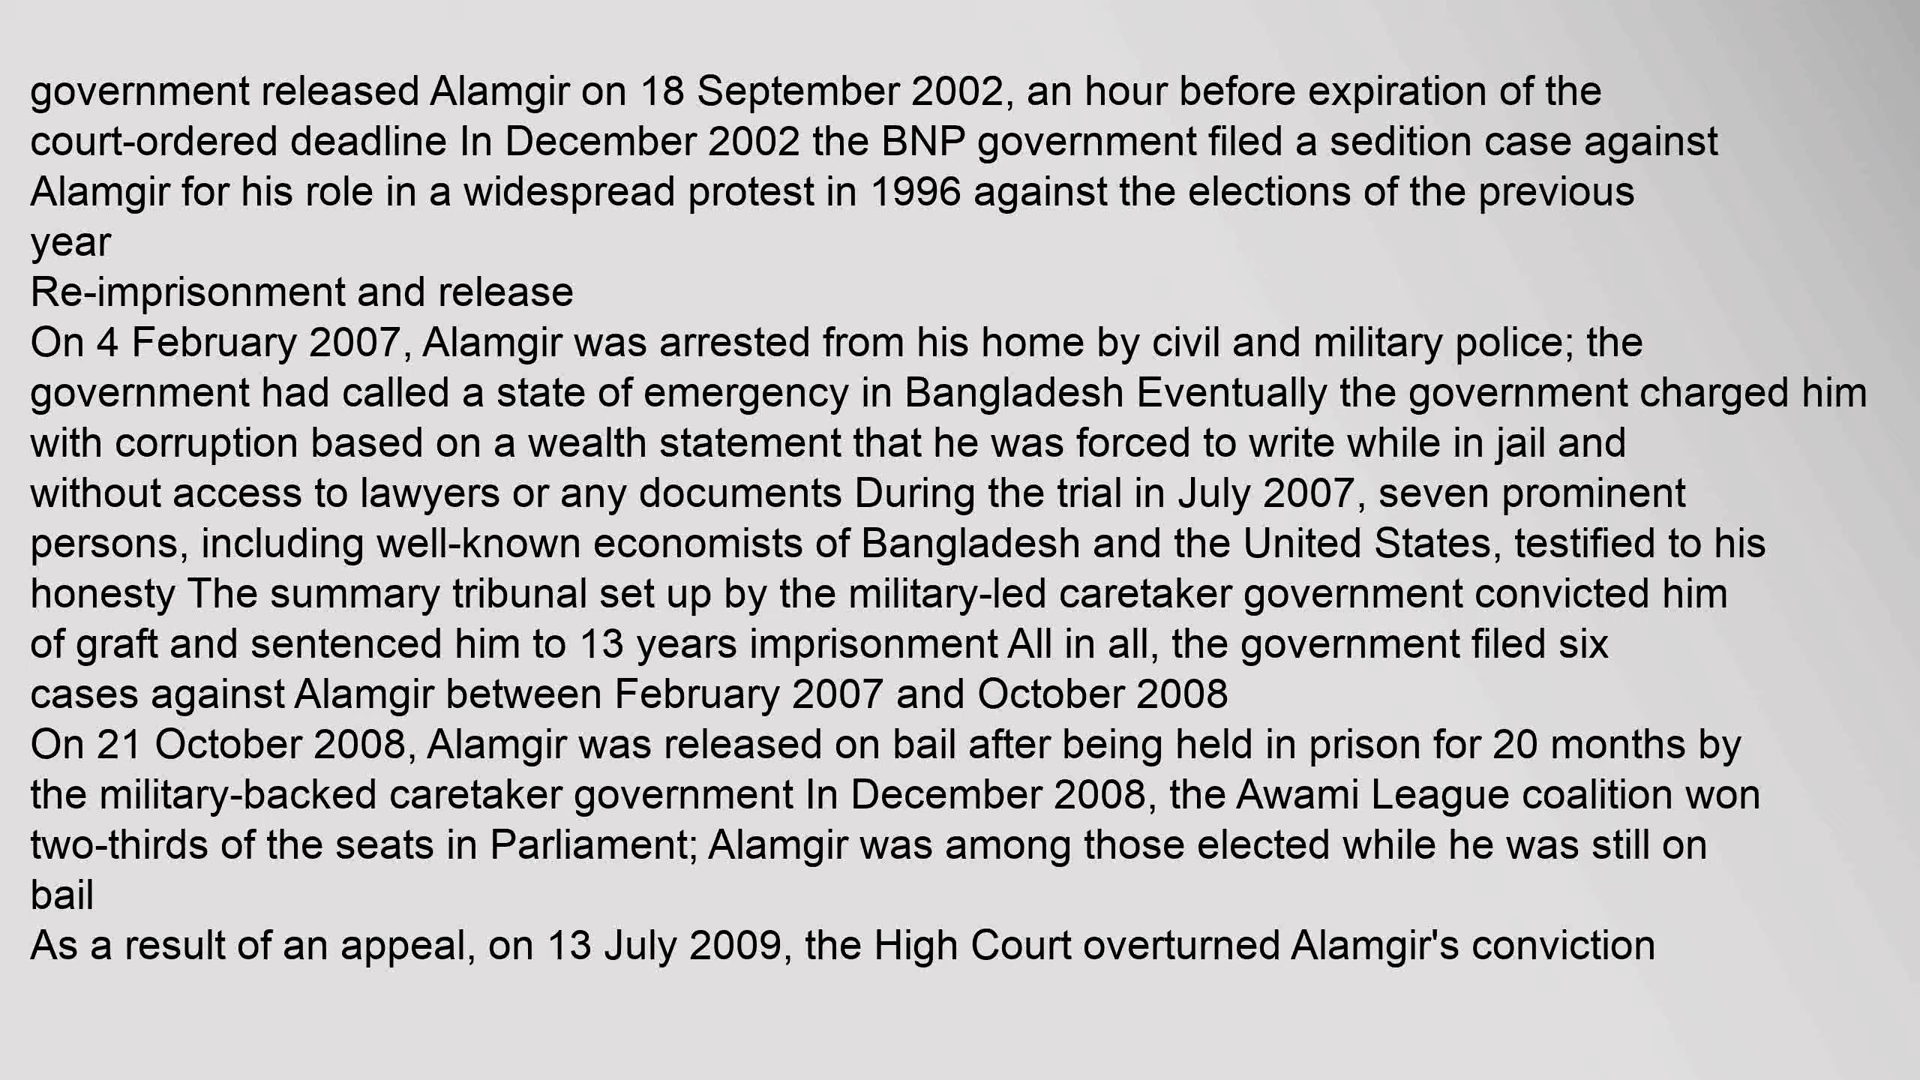 government released Alamgir on 18 September 2002, an hour before expiration of the
court-ordered deadline In December 2002 the BNP government filed a sedition case against
Alamgir for his role in a widespread protest in 1996 against the elections of the previous
year
Re-imprisonment and release
On 4 February 2007, Alamgir was arrested from his home by civil and military police; the
government had called a state of emergency in Bangladesh Eventually the government charged him
with corruption based on a wealth statement that he was forced to write while in jail and
without access to lawyers or any documents During the trial in July 2007, seven prominent
persons, including well-known economists of Bangladesh and the United States, testified to his
honesty The summary tribunal set up by the military-led caretaker government convicted him
of graft and sentenced him to 13 years imprisonment All in all, the government filed six
cases against Alamgir between February 2007 and October 2008
On 21 October 2008, Alamgir was released on bail after being held in prison for 20 months by
the military-backed caretaker government In December 2008, the Awami League coalition won
two-thirds of the seats in Parliament; Alamgir was among those elected while he was still on
bail
As a result of an appeal, on 13 July 2009, the High Court overturned Alamgir's conviction